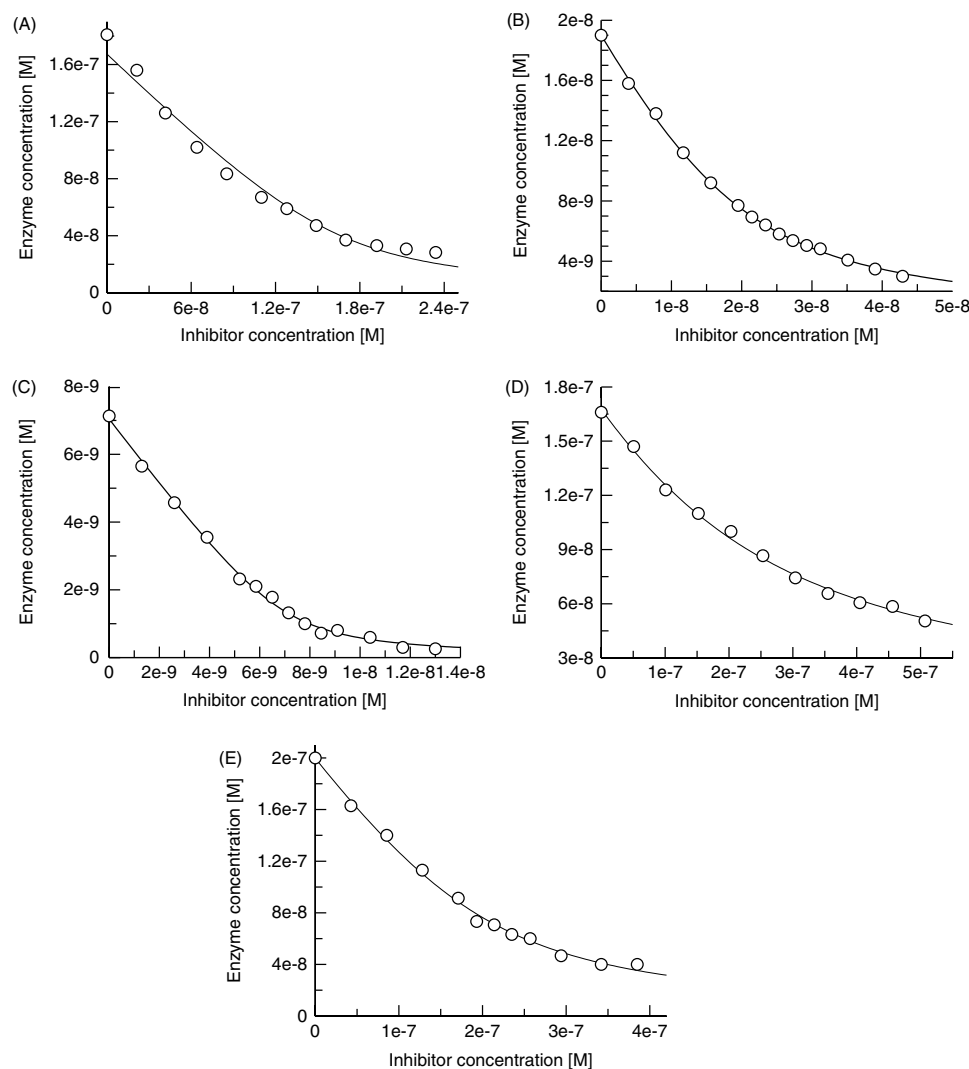 (A)
Enzyme concentration [M]
1.6e-7
1.2e-7
8e-8
4e-8
0
0 6e-8 1.2e-7 1.8e-7 2.4e-7
Inhibitor concentration [M]
(B)
Enzyme concentration [M]
2e-8
1.6e-8
1.2e-8
8e-9
4e-9
0 1e-8 2e-8 3e-8 4e-8 5e-8
Inhibitor concentration [M]
(C)
Enzyme concentration [M]
8e-9
6e-9
4e-9
2e-9
0
0 2e-9 4e-9 6e-9 8e-9 1e-8 1.2e-8 1.4e-8
Inhibitor concentration [M]
(D)
Enzyme concentration [M]
1.8e-7
1.5e-7
1.2e-7
9e-8
6e-8
3e-8
0 1e-7 2e-7 3e-7 4e-7 5e-7
Inhibitor concentration [M]
(E)
Enzyme concentration [M]
2e-7
1.6e-7
1.2e-7
8e-8
4e-8
0
0 1e-7 2e-7 3e-7 4e-7
Inhibitor concentration [M]